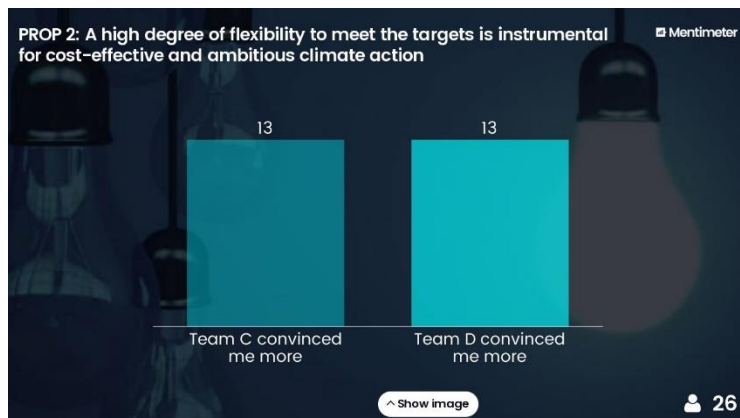 PROP 2: A high degree of flexibility to meet the targets is instrumental
for cost-effective and ambitious climate action
Mentimeter
13
13
Team C convinced
me more
Team D convinced
me more
Show image
26